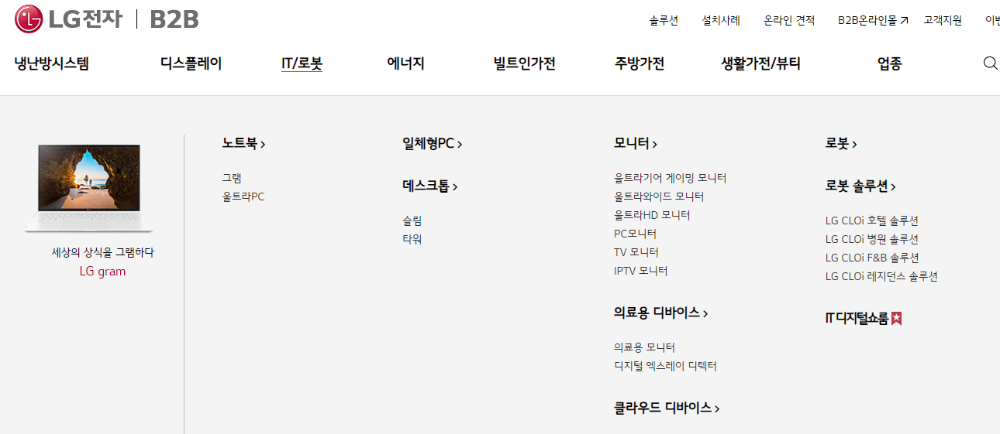 LG전자 | B2B
솔루션 설치사례 온라인 견적 B2B온라인몰 고객지원
냉난방시스템 디스플레이 IT/로봇 에너지 빌트인가전 주방가전 생활가전/뷰티 업종
세상의 상식을 그램하다
LG gram
노트북
그램
울트라PC
일체형PC
데스크톱
슬림
타워
모니터
울트라기어 게이밍 모니터
울트라와이드 모니터
울트라HD 모니터
PC모니터
TV 모니터
IPTV 모니터
의료용 디바이스
의료용 모니터
디지털 엑스레이 디텍터
클라우드 디바이스
로봇
로봇 솔루션
LG CLOi 호텔 솔루션
LG CLOi 병원 솔루션
LG CLOi F&B 솔루션
LG CLOi 레지던스 솔루션
IT 디지털쇼룸